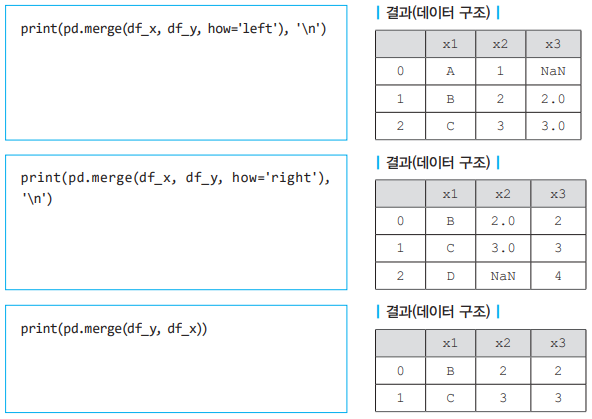 print(pd.merge(df_x, df_y, how='left'), '\n')
| 결과(데이터 구조) |
x1 x2 x3
0 A 1 NaN
1 B 2 2.0
2 C 3 3.0
print(pd.merge(df_x, df_y, how='right'),
'\n')
| 결과(데이터 구조) |
x1 x2 x3
0 B 2.0 2
1 C 3.0 3
2 D NaN 4
print(pd.merge(df_y, df_x))
| 결과(데이터 구조) |
x1 x2 x3
0 B 2 2
1 C 3 3